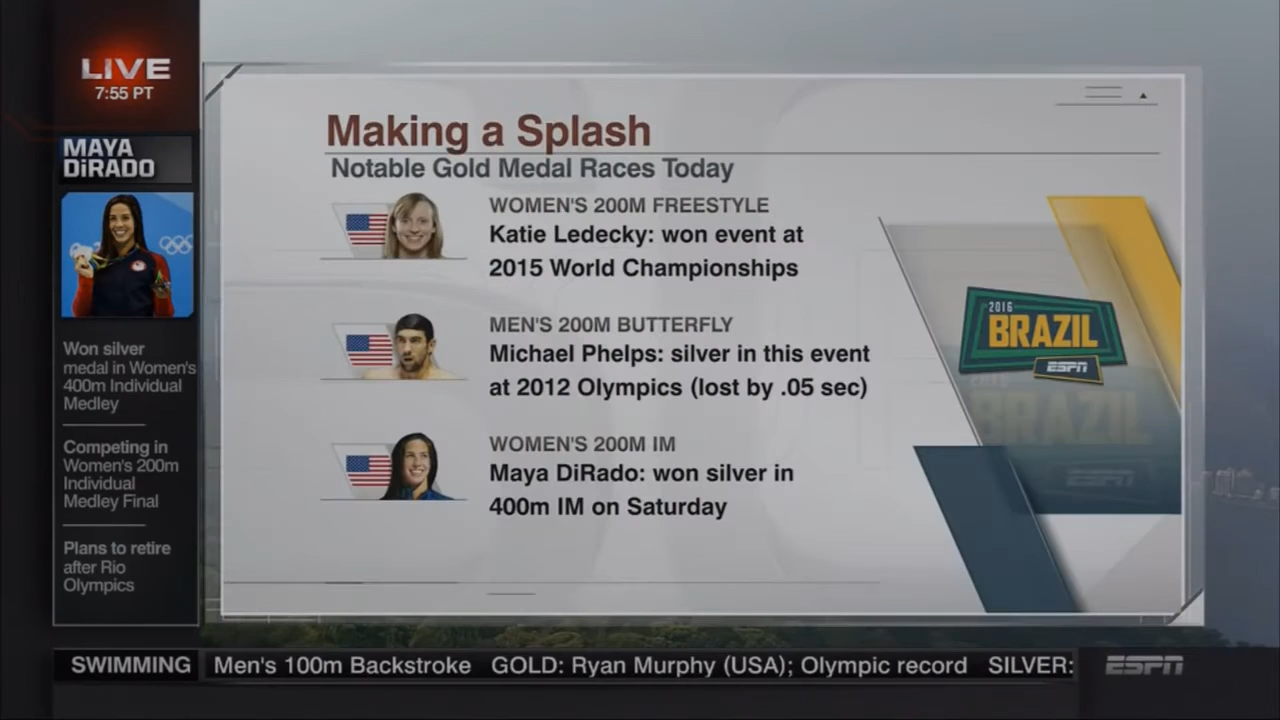 LIVE
7:55 PT
MAYA
DiRADO
Won silver
medal in Women's
400m Individual
Medley
Competing in
Women's 200m
Individual
Medley Final
Plans to retire
after Rio
Olympics
Making a Splash
Notable Gold Medal Races Today
WOMEN'S 200M FREESTYLE
Katie Ledecky: won event at
2015 World Championships
MEN'S 200M BUTTERFLY
Michael Phelps: silver in this event
at 2012 Olympics (lost by .05 sec)
WOMEN'S 200M IM
Maya DiRado: won silver in
400m IM on Saturday
2016
BRAZIL
ESPN
BRAZIL
ESPN
SWIMMING Men's 100m Backstroke GOLD: Ryan Murphy (USA); Olympic record SILVER:
ESPN